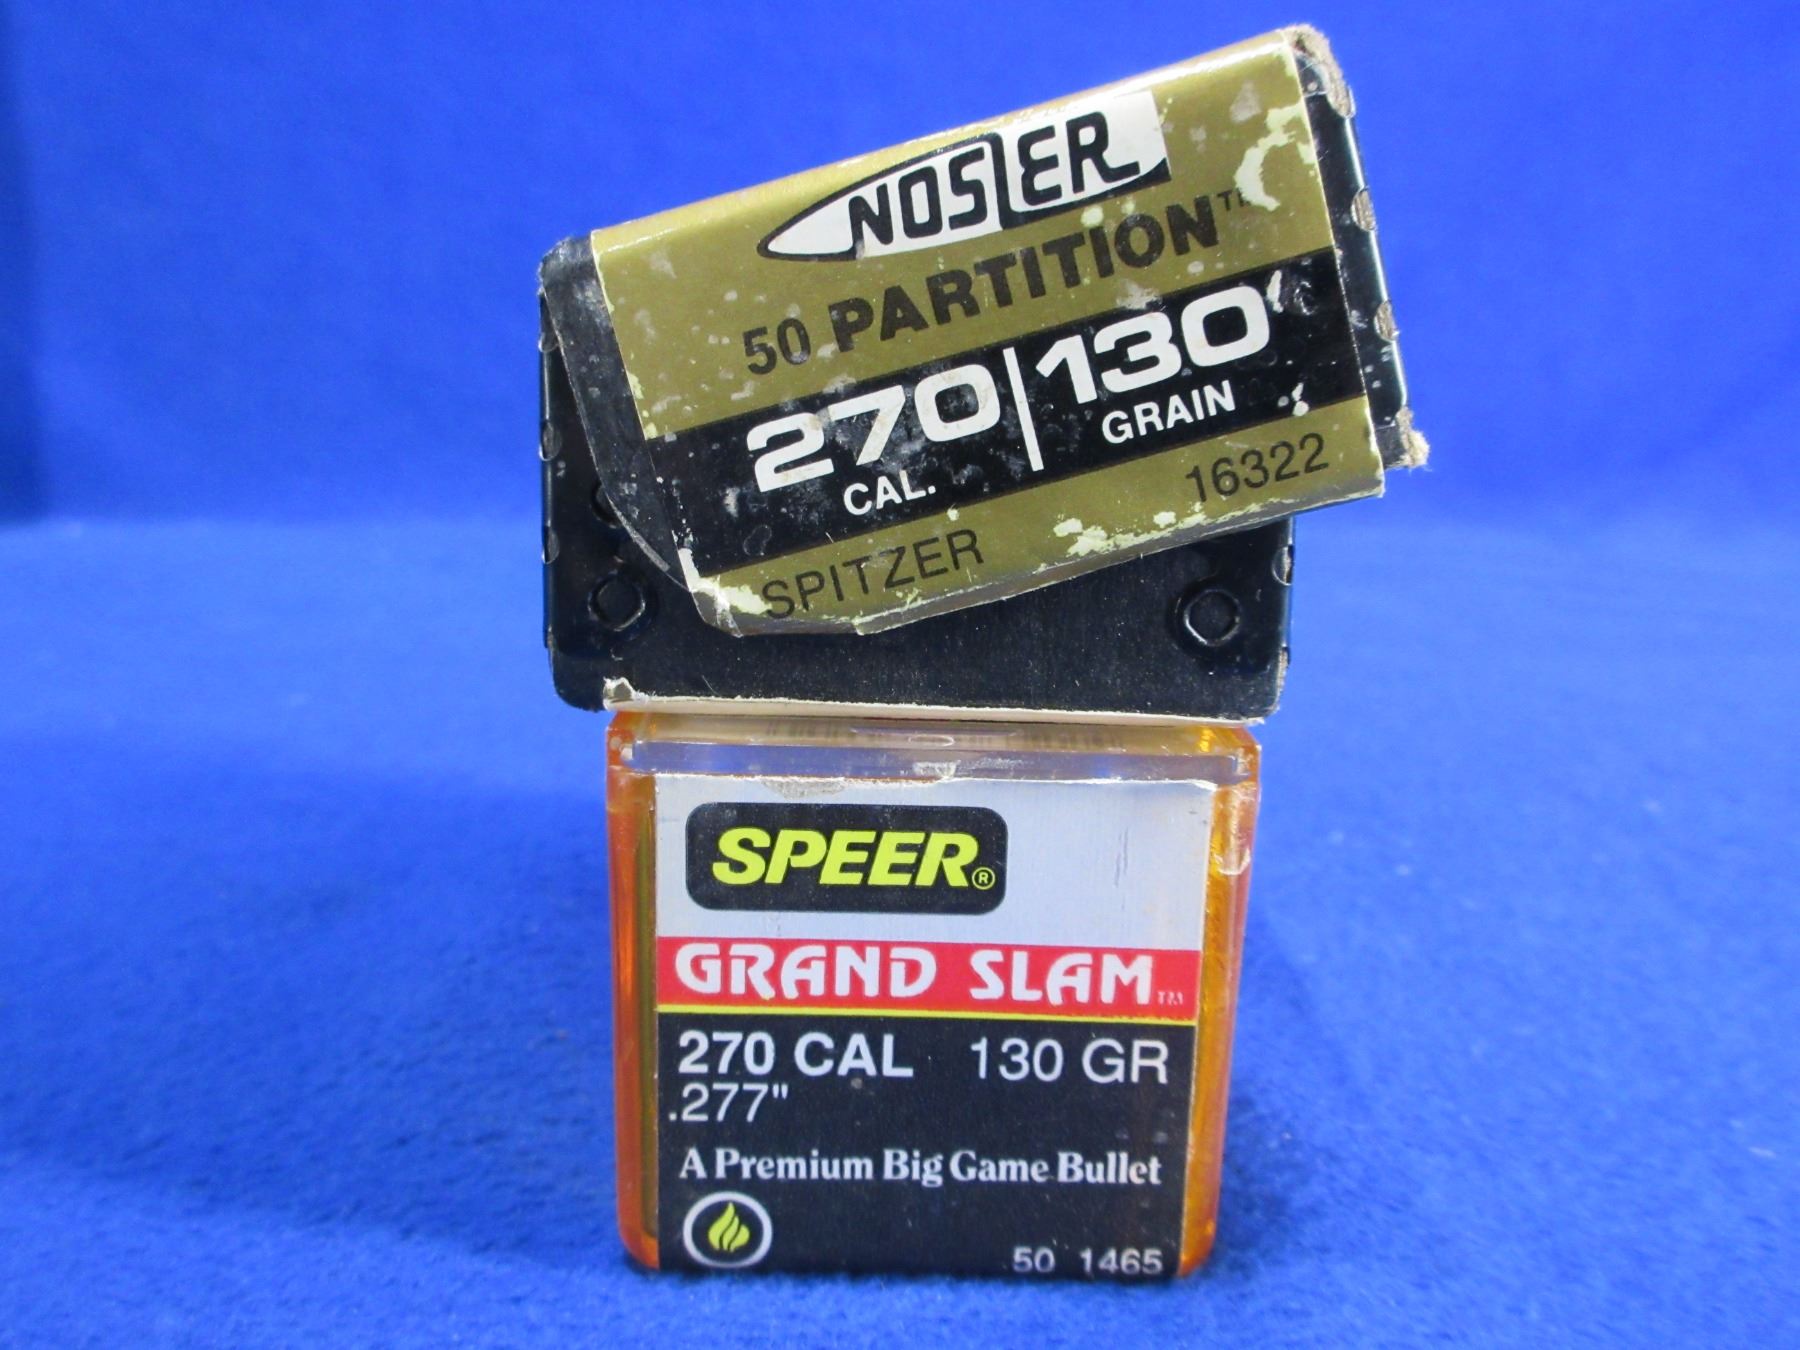 NOSLER
50 PARTITION™
270 | 130
CAL. GRAIN
SPITZER 16322
SPEER®
GRAND SLAM™
270 CAL 130 GR
.277"
A Premium Big Game Bullet
50 1465